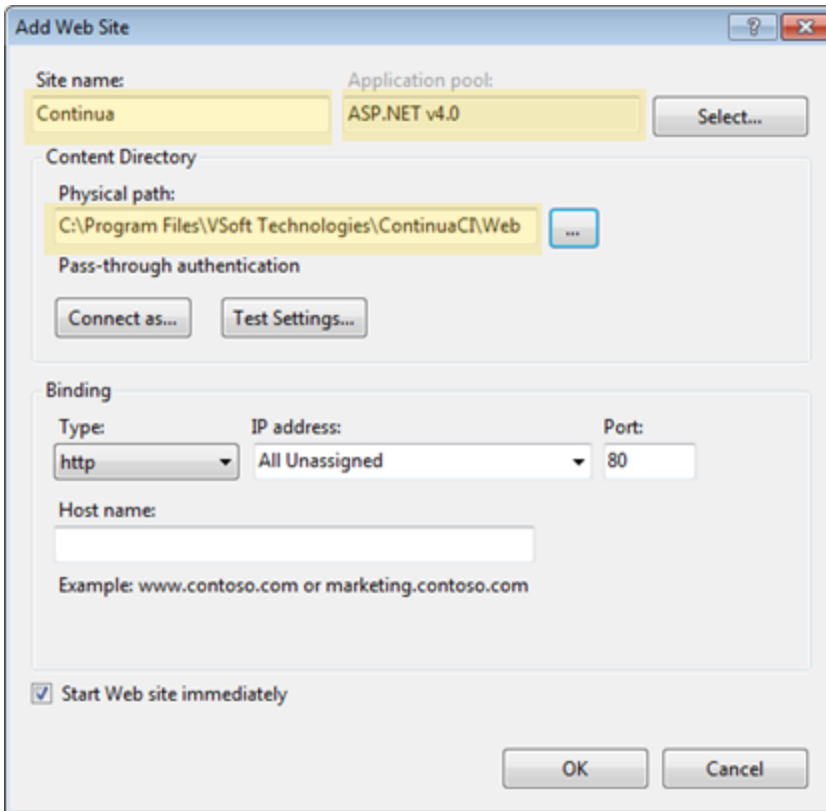 Add Web Site
Site name: Application pool:
Continua ASP.NET v4.0 Select...
Content Directory
Physical path:
C:\Program Files\VSoft Technologies\ContinuaCI\Web ...
Pass-through authentication
Connect as... Test Settings...
Binding
Type: IP address: Port:
http All Unassigned 80
Host name:
Example: www.contoso.com or marketing.contoso.com
Start Web site immediately
OK Cancel